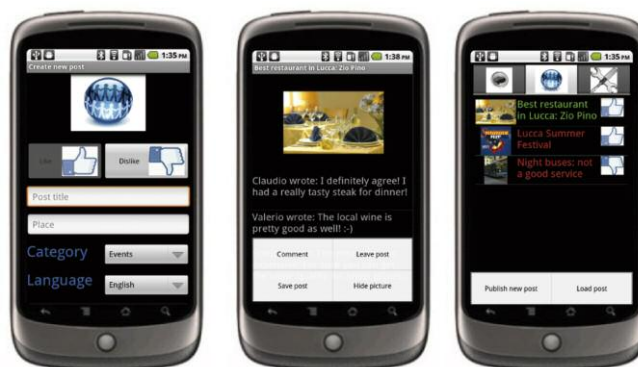 1:35 PM
Create new post
Like
Dislike
Post title
Place
Category
Events
Language
English
1:38 PM
Best restaurant in Lucca: Zio Pino
Claudio wrote: I definitely agree! I
had a really tasty steak for dinner!
Valerio wrote: The local wine is
pretty good as well! :-)
Comment
Leave post
Save post
Hide picture
1:35 PM
Best restaurant
in Lucca: Zio Pino
Lucca Summer
Festival
Night buses: not
a good service
Publish new post
Load post